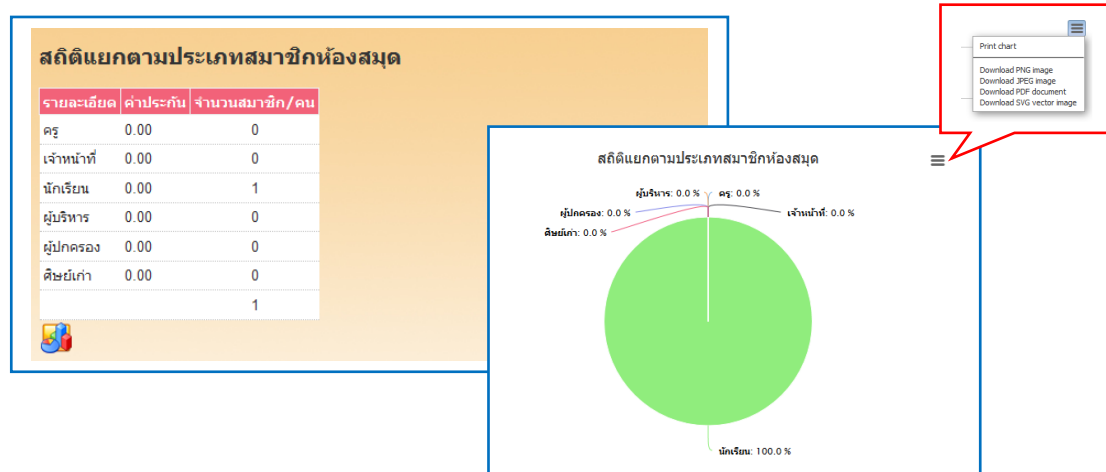 สถิติแยกตามประเภทสมาชิกห้องสมุด
รายละเอียด ค่าประกัน จำนวนสมาชิก/คน
ครู 0.00 0
เจ้าหน้าที่ 0.00 0
นักเรียน 0.00 1
ผู้บริหาร 0.00 0
ผู้ปกครอง 0.00 0
ศิษย์เก่า 0.00 0
1
สถิติแยกตามประเภทสมาชิกห้องสมุด
ผู้บริหาร: 0.0 % ครู: 0.0 %
ผู้ปกครอง: 0.0 % เจ้าหน้าที่: 0.0 %
ศิษย์เก่า: 0.0 %
นักเรียน: 100.0 %
Print chart
Download PNG image
Download JPEG image
Download PDF document
Download SVG vector image